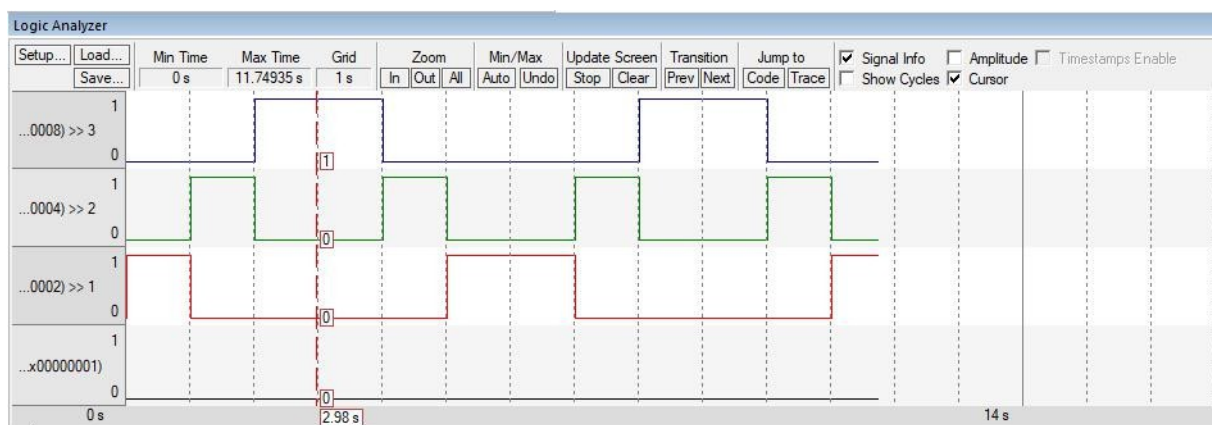 Logic Analyzer
Setup... Load... Min Time Max Time Grid Zoom Min/Max Update Screen Transition Jump to Signal Info Amplitude Timestamps Enable
Save... 0 s 11.74935 s 1 s In Out All Auto Undo Stop Clear Prev Next Code Trace Show Cycles Cursor
1
...0008) >> 3
0
1
1
...0004) >> 2
0
0
1
...0002) >> 1
0
0
1
...x00000001)
0
0
0 s 2.98 s 14 s